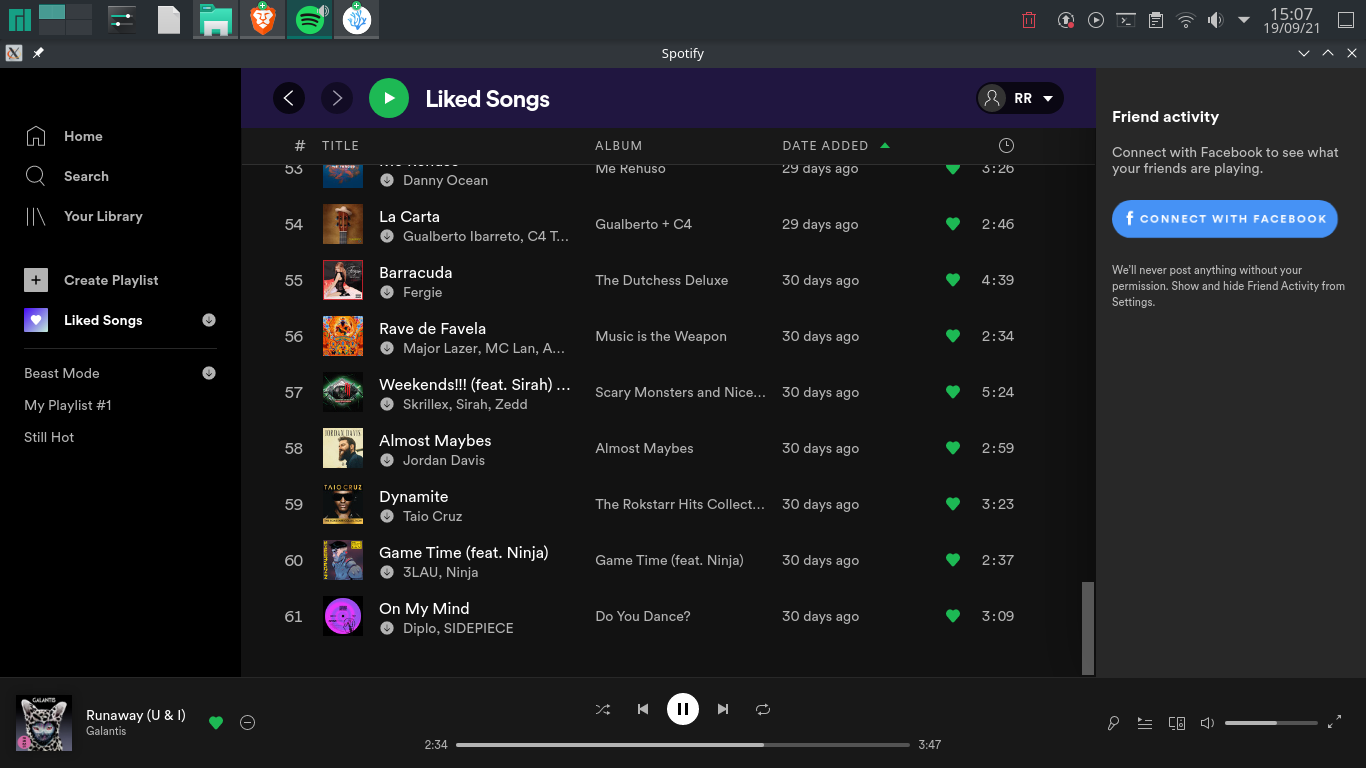 15:07
19/09/21
Spotify
Home
Search
Your Library
Create Playlist
Liked Songs
Beast Mode
My Playlist #1
Still Hot
Liked Songs
RR
# TITLE ALBUM DATE ADDED
53 Me Rehuso Me Rehuso 29 days ago 3:26
Danny Ocean
54 La Carta Gualberto + C4 29 days ago 2:46
Gualberto Ibarreto, C4 T...
55 Barracuda The Dutchess Deluxe 30 days ago 4:39
Fergie
56 Rave de Favela Music is the Weapon 30 days ago 2:34
Major Lazer, MC Lan, A...
57 Weekends!!! (feat. Sirah) ... Scary Monsters and Nice... 30 days ago 5:24
Skrillex, Sirah, Zedd
58 Almost Maybes Almost Maybes 30 days ago 2:59
JORDAN DAVIS
Jordan Davis
59 Dynamite The Rokstarr Hits Collect... 30 days ago 3:23
TAIO CRUZ
Taio Cruz
60 Game Time (feat. Ninja) Game Time (feat. Ninja) 30 days ago 2:37
3LAU, Ninja
61 On My Mind Do You Dance? 30 days ago 3:09
Diplo, SIDEPIECE
Friend activity
Connect with Facebook to see what
your friends are playing.
f CONNECT WITH FACEBOOK
We'll never post anything without your
permission. Show and hide Friend Activity from
Settings.
GALANTIS
Runaway (U & I)
Galantis
2:34
3:47